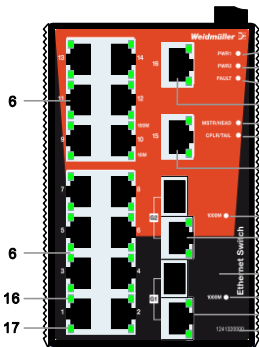 Weidmüller
13
14
16
PWR1
PWR2
FAULT
6
11
12
100M
15
MSTR/HEAD
CPLR/TAIL
9
10
10M
7
8
G2
1000M
5
6
6
Ethernet Switch
3
4
16
G1
1000M
1
2
17
1241320000